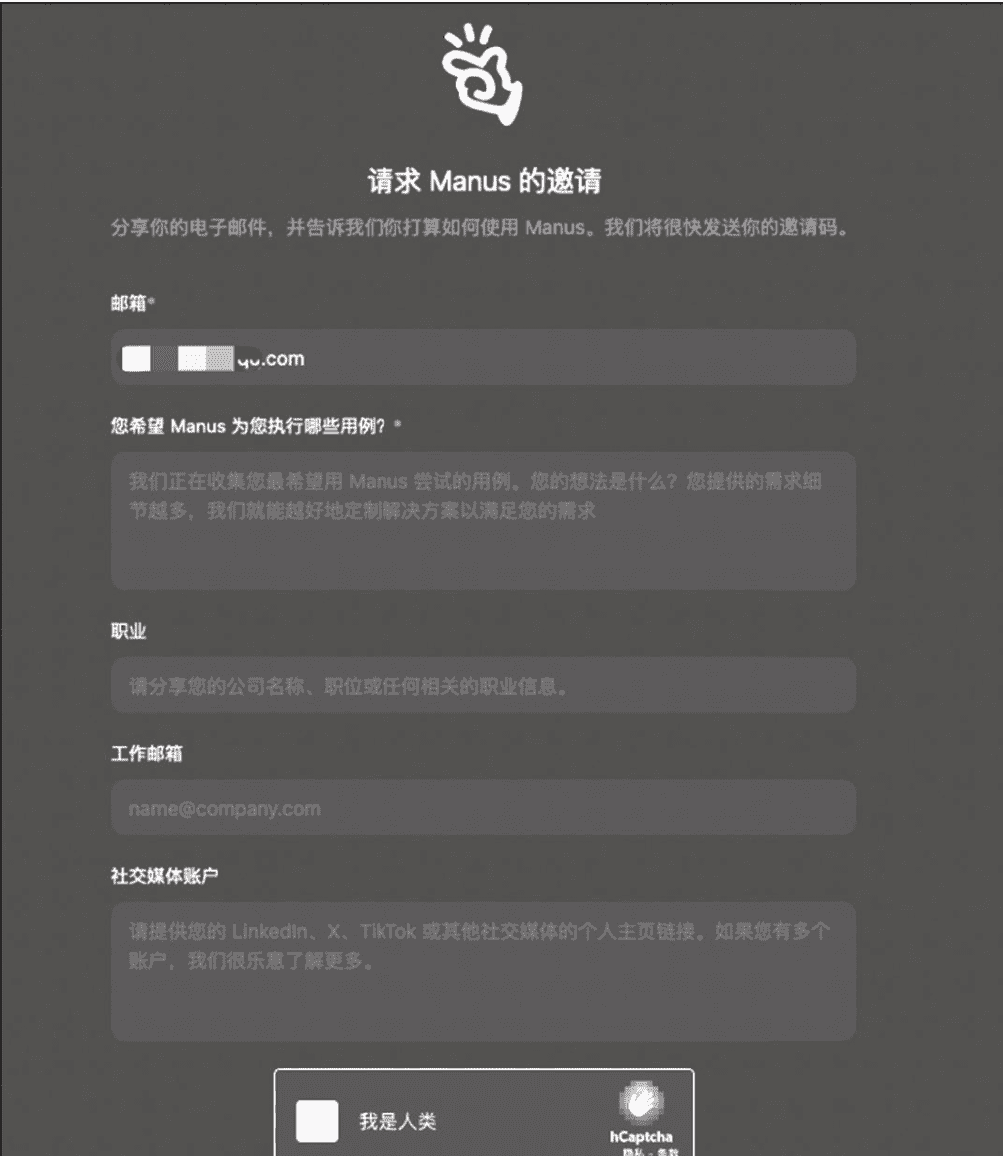 请求 Manus 的邀请
分享你的电子邮件，并告诉我们你打算如何使用 Manus。我们将很快发送你的邀请码。
邮箱*
.com
您希望 Manus 为您执行哪些用例？*
我们正在收集您最希望用 Manus 尝试的用例。您的想法是什么？您提供的需求细
节越多，我们就能越好地定制解决方案以满足您的需求
职业
请分享您的公司名称、职位或任何相关的职业信息。
工作邮箱
name@company.com
社交媒体账户
请提供您的 LinkedIn、X、TikTok 或其他社交媒体的个人主页链接。如果您有多个
账户，我们很乐意了解更多。
我是人类
hCaptcha
隐私 - 条款